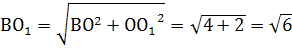 BO₁ = √(BO² + OO₁²) = √(4 + 2) = √6